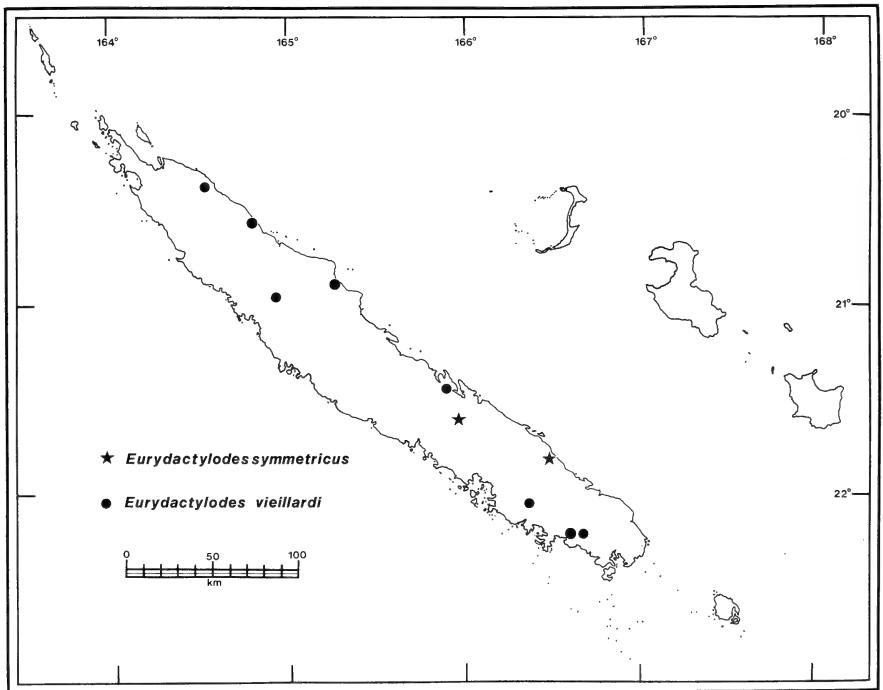 164° 165° 166° 167° 168°
20°
21°
22°
Eurydactylodes symmetricus
Eurydactylodes vieillardi
0 50 100
km